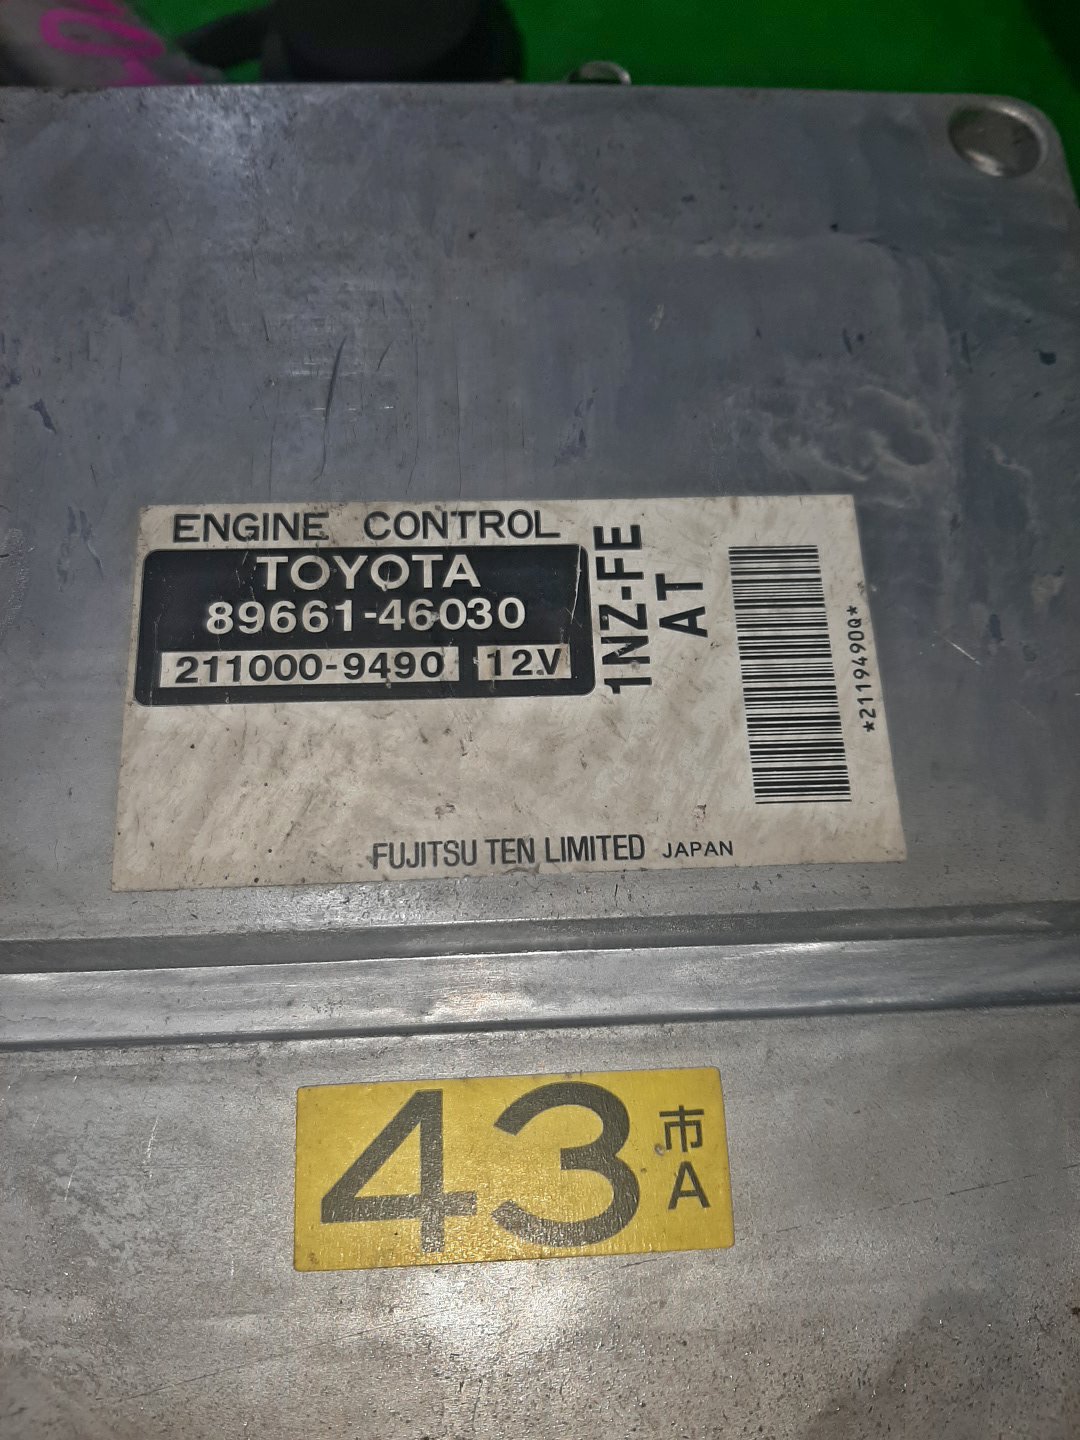 ENGINE CONTROL
TOYOTA
89661-46030
211000-9490 12V
1NZ-FE
AT
*2119490Q*
FUJITSU TEN LIMITED JAPAN
43 市
A